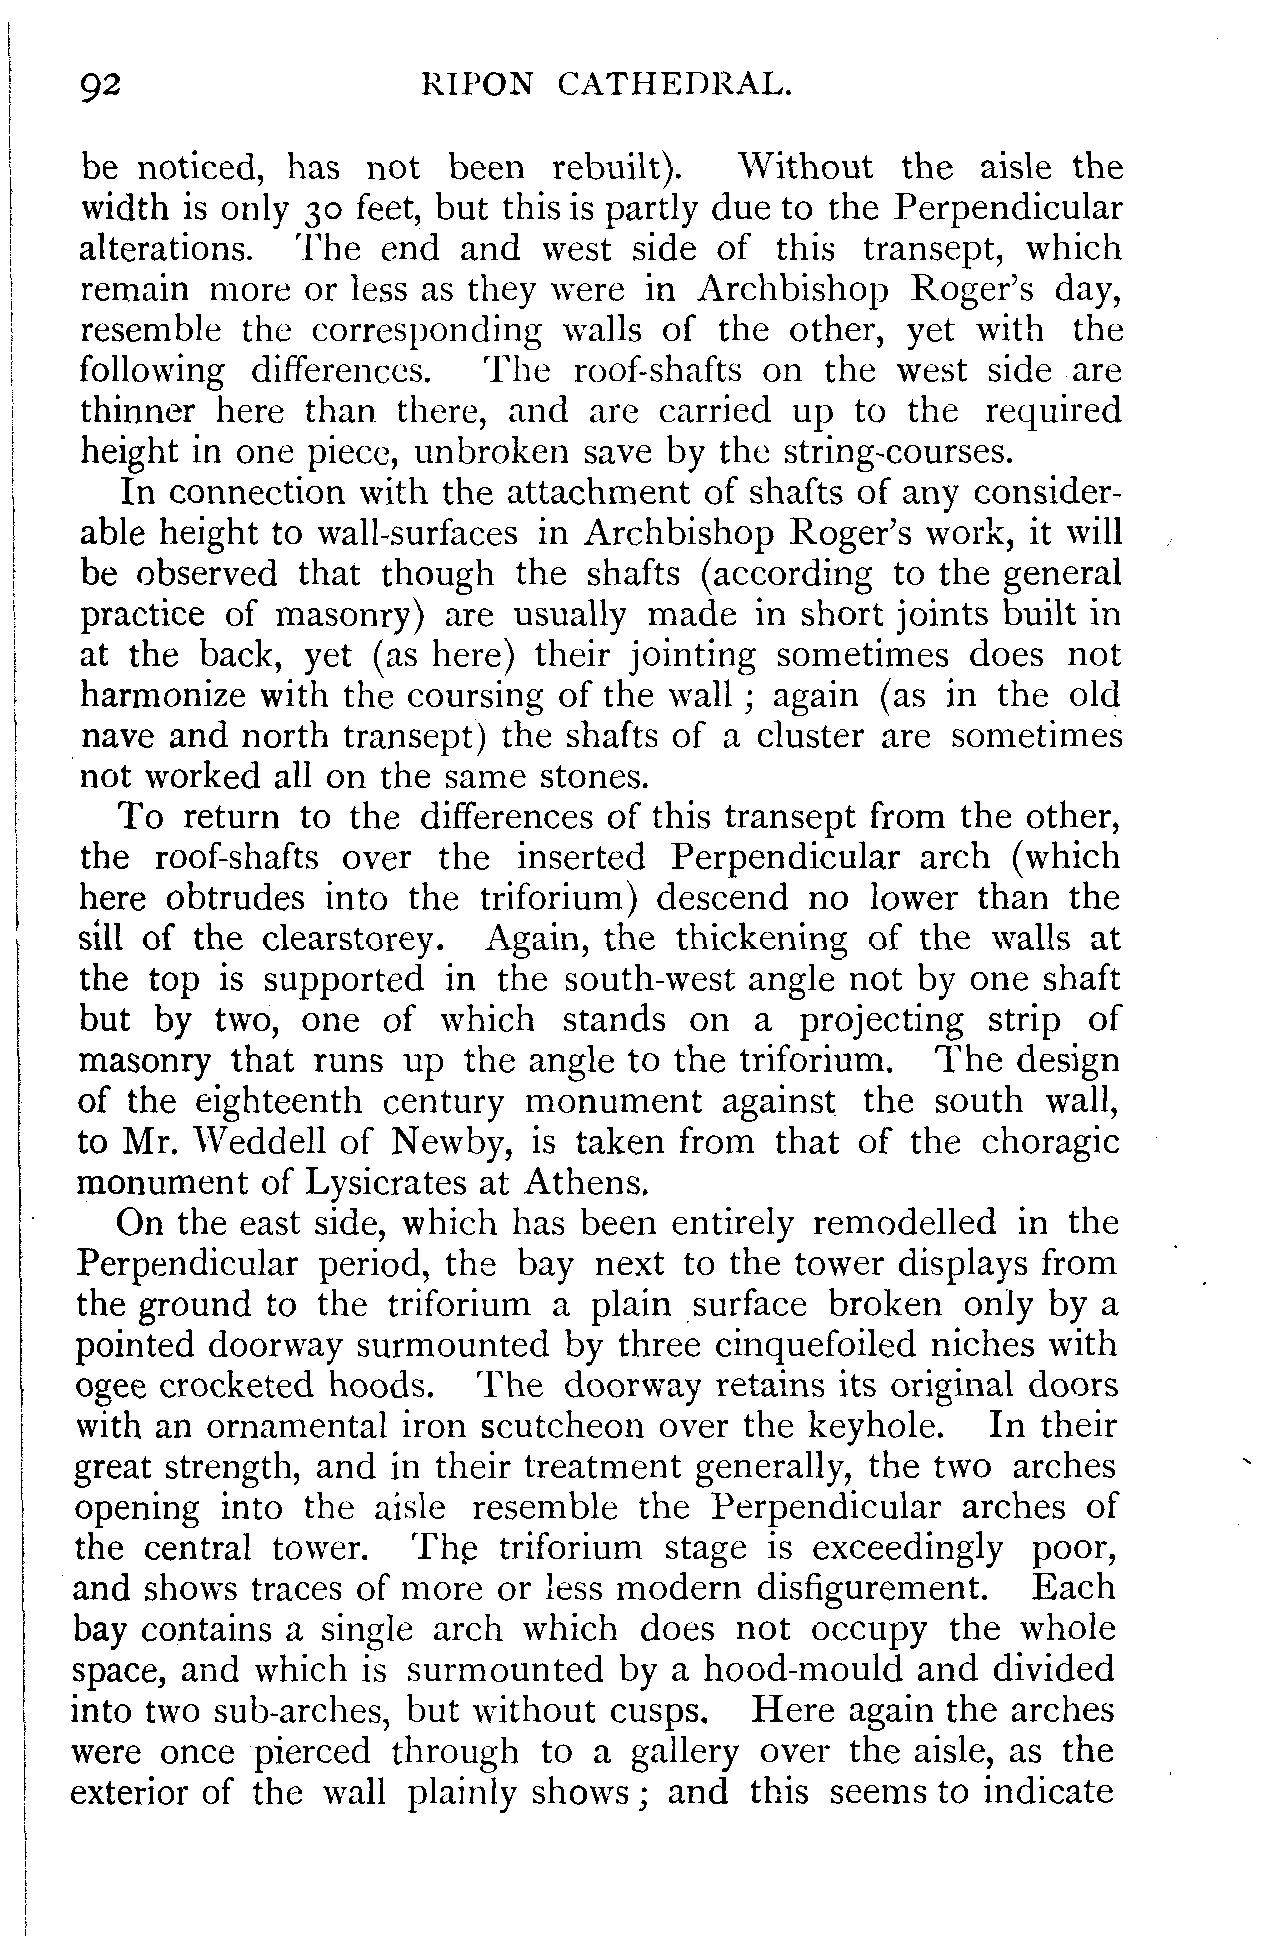 92 RIPON CATHEDRAL.
be noticed, has not been rebuilt). Without the aisle the
width is only 30 feet, but this is partly due to the Perpendicular
alterations. The end and west side of this transept, which
remain more or less as they were in Archbishop Roger's day,
resemble the corresponding walls of the other, yet with the
following differences. The roof-shafts on the west side are
thinner here than there, and are carried up to the required
height in one piece, unbroken save by the string-courses.
In connection with the attachment of shafts of any consider-
able height to wall-surfaces in Archbishop Roger's work, it will
be observed that though the shafts (according to the general
practice of masonry) are usually made in short joints built in
at the back, yet (as here) their jointing sometimes does not
harmonize with the coursing of the wall ; again (as in the old
nave and north transept) the shafts of a cluster are sometimes
not worked all on the same stones.
To return to the differences of this transept from the other,
the roof-shafts over the inserted Perpendicular arch (which
here obtrudes into the triforium) descend no lower than the
sill of the clearstorey. Again, the thickening of the walls at
the top is supported in the south-west angle not by one shaft
but by two, one of which stands on a projecting strip of
masonry that runs up the angle to the triforium. The design
of the eighteenth century monument against the south wall,
to Mr. Weddell of Newby, is taken from that of the choragic
monument of Lysicrates at Athens.
On the east side, which has been entirely remodelled in the
Perpendicular period, the bay next to the tower displays from
the ground to the triforium a plain surface broken only by a
pointed doorway surmounted by three cinquefoiled niches with
ogee crocketed hoods. The doorway retains its original doors
with an ornamental iron scutcheon over the keyhole. In their
great strength, and in their treatment generally, the two arches
opening into the aisle resemble the Perpendicular arches of
the central tower. The triforium stage is exceedingly poor,
and shows traces of more or less modern disfigurement. Each
bay contains a single arch which does not occupy the whole
space, and which is surmounted by a hood-mould and divided
into two sub-arches, but without cusps. Here again the arches
were once pierced through to a gallery over the aisle, as the
exterior of the wall plainly shows ; and this seems to indicate